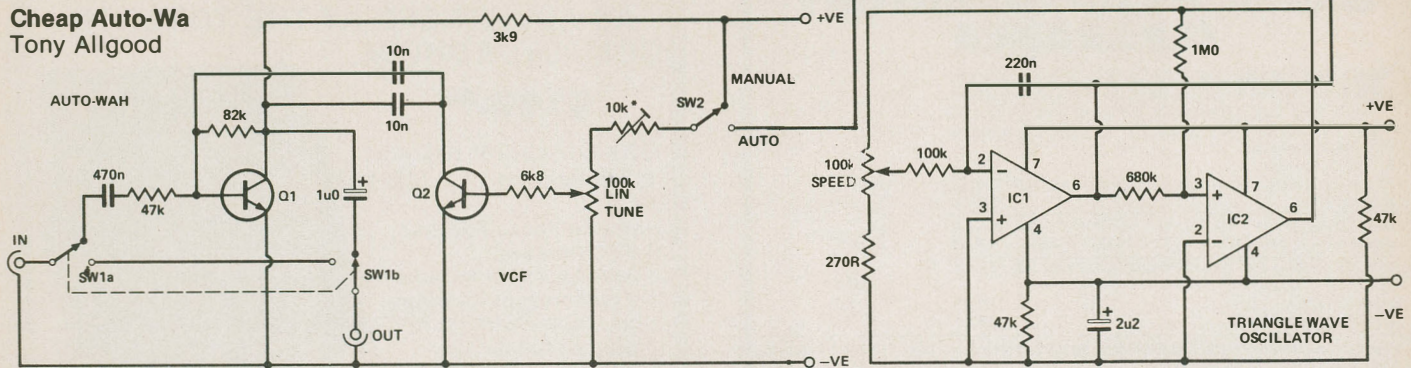 Cheap Auto-Wa
Tony Allgood
AUTO-WAH
IN
SW1a
470n
47k
82k
Q1
10n
10n
1u0
+
SW1b
OUT
3k9
+VE
Q2
VCF
6k8
100k
LIN
TUNE
10k*
SW2
MANUAL
AUTO
–VE
100k
SPEED
270R
100k
220n
2
–
3
+
IC1
7
6
4
47k
+
2u2
680k
1M0
3
+
2
–
IC2
7
6
4
47k
+VE
–VE
TRIANGLE WAVE
OSCILLATOR